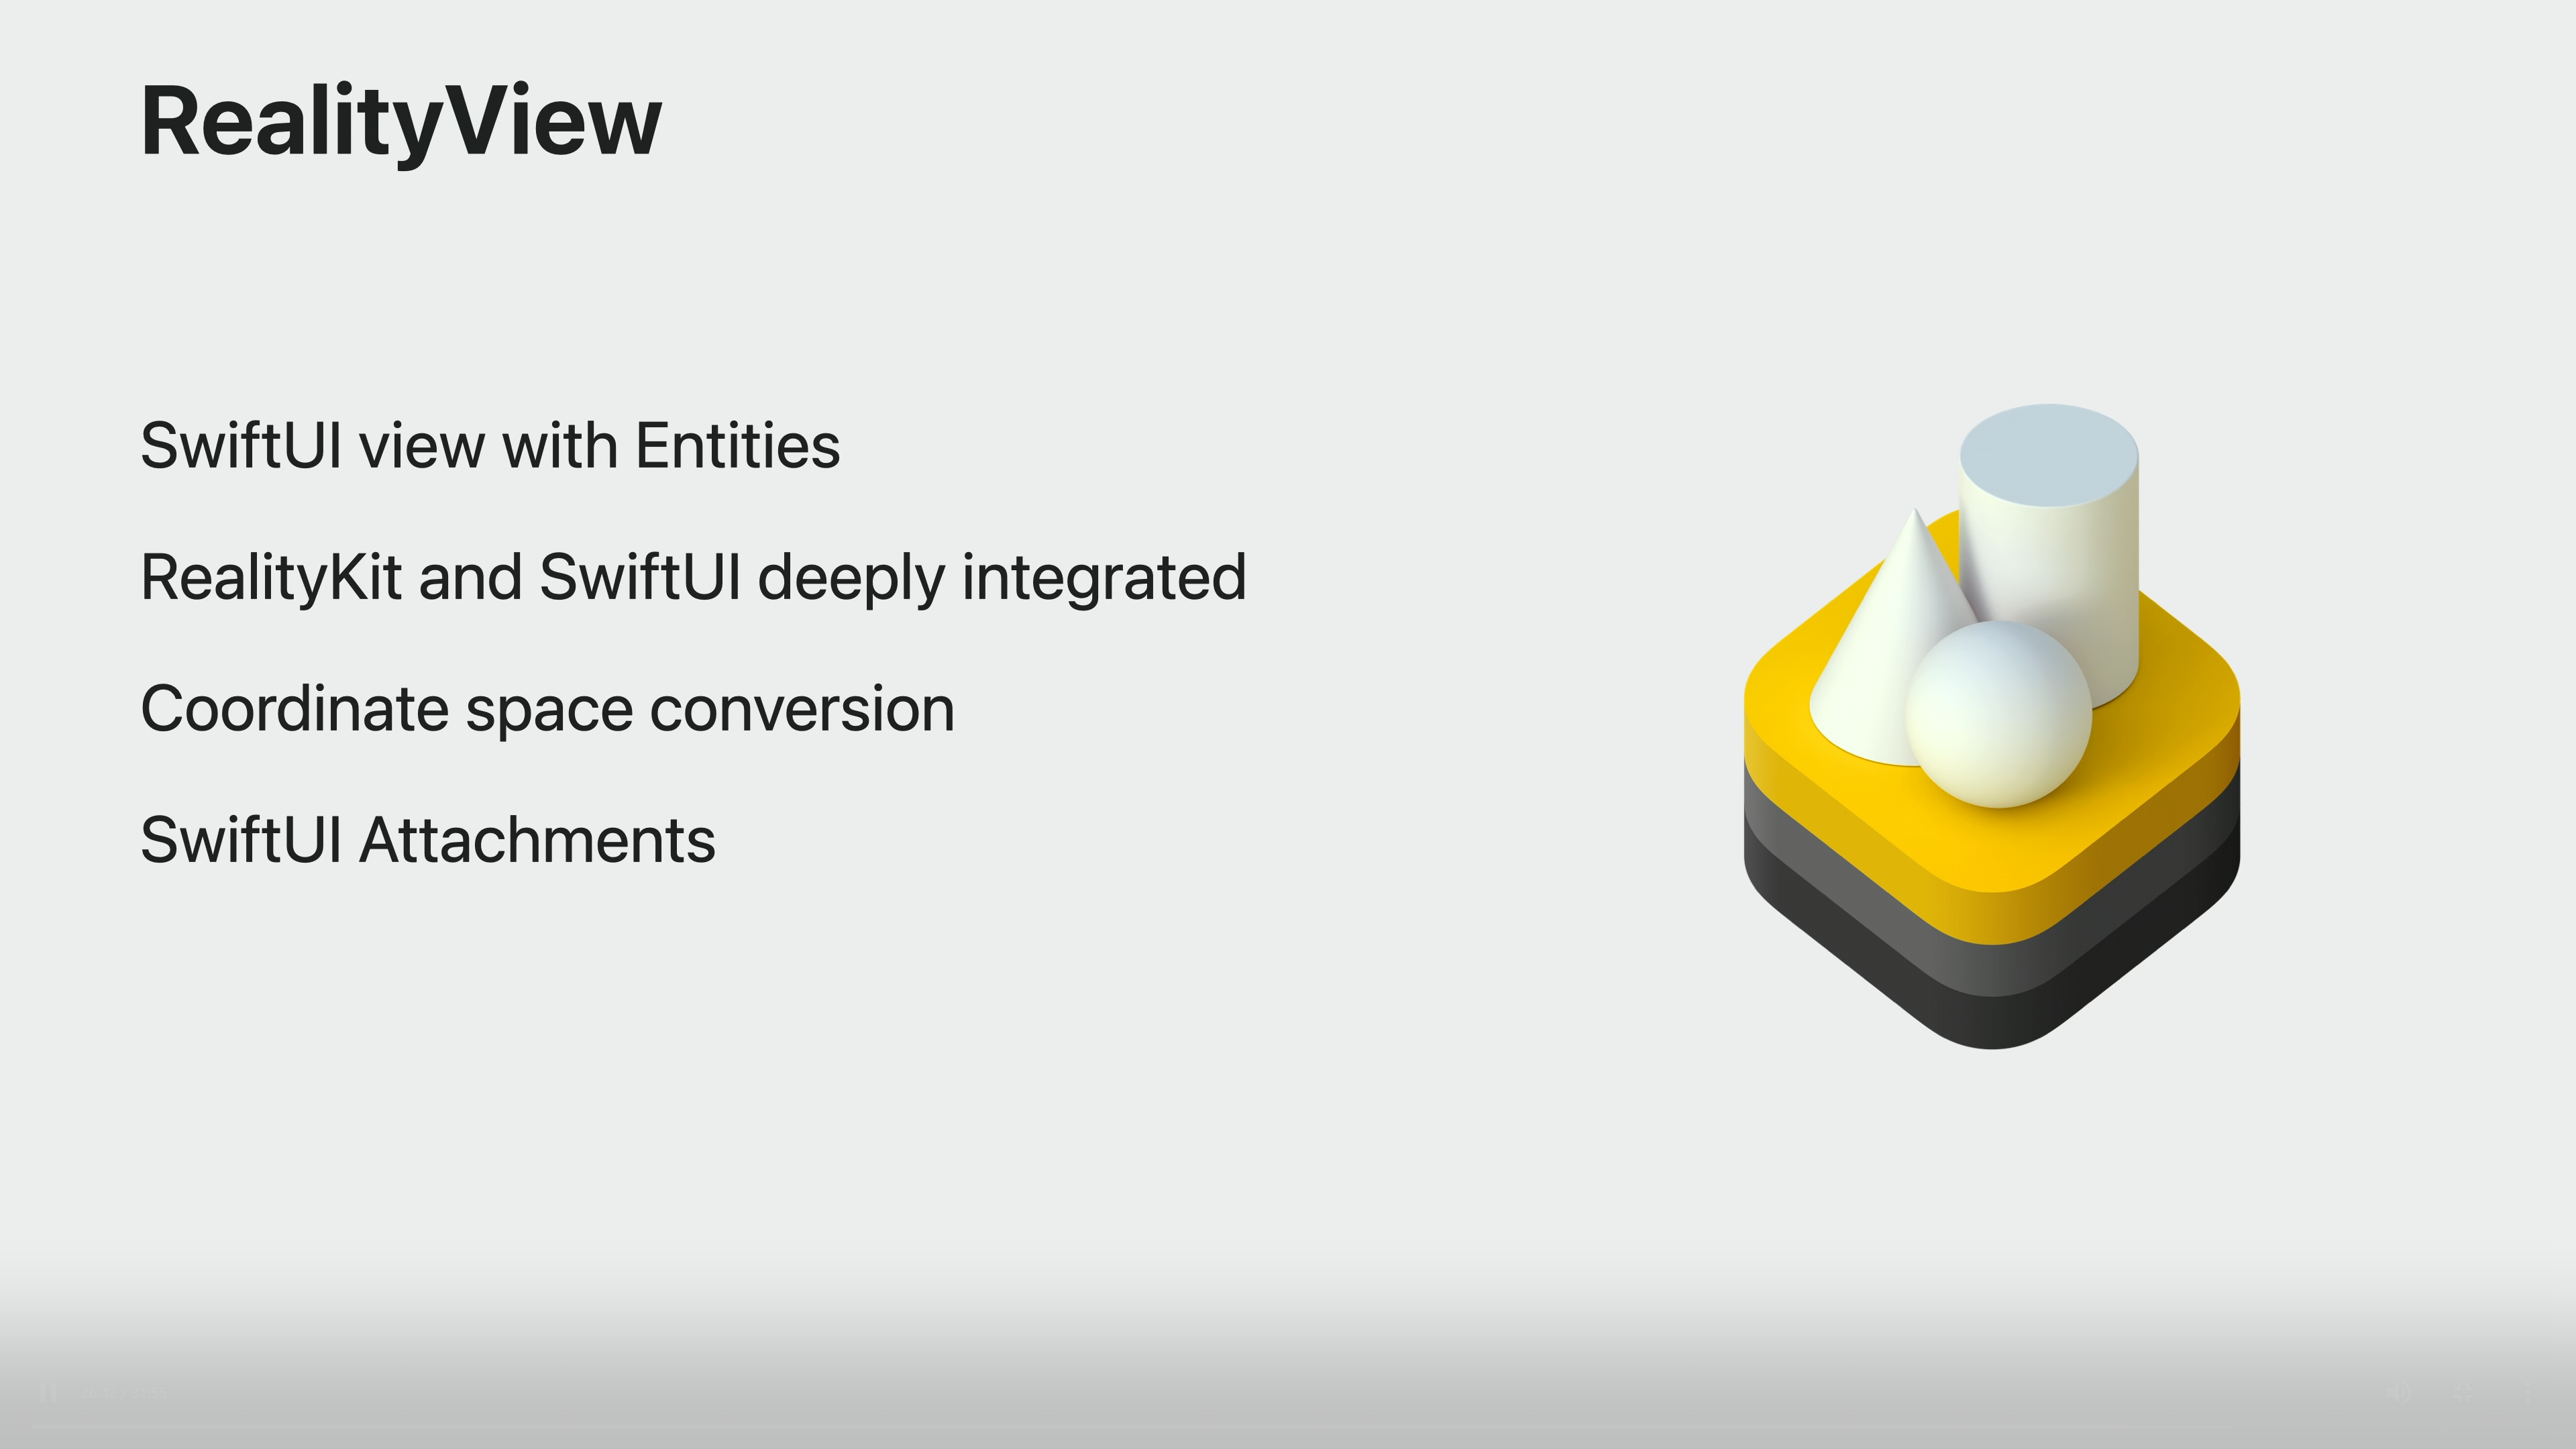 RealityView
SwiftUI view with Entities
RealityKit and SwiftUI deeply integrated
Coordinate space conversion
SwiftUI Attachments